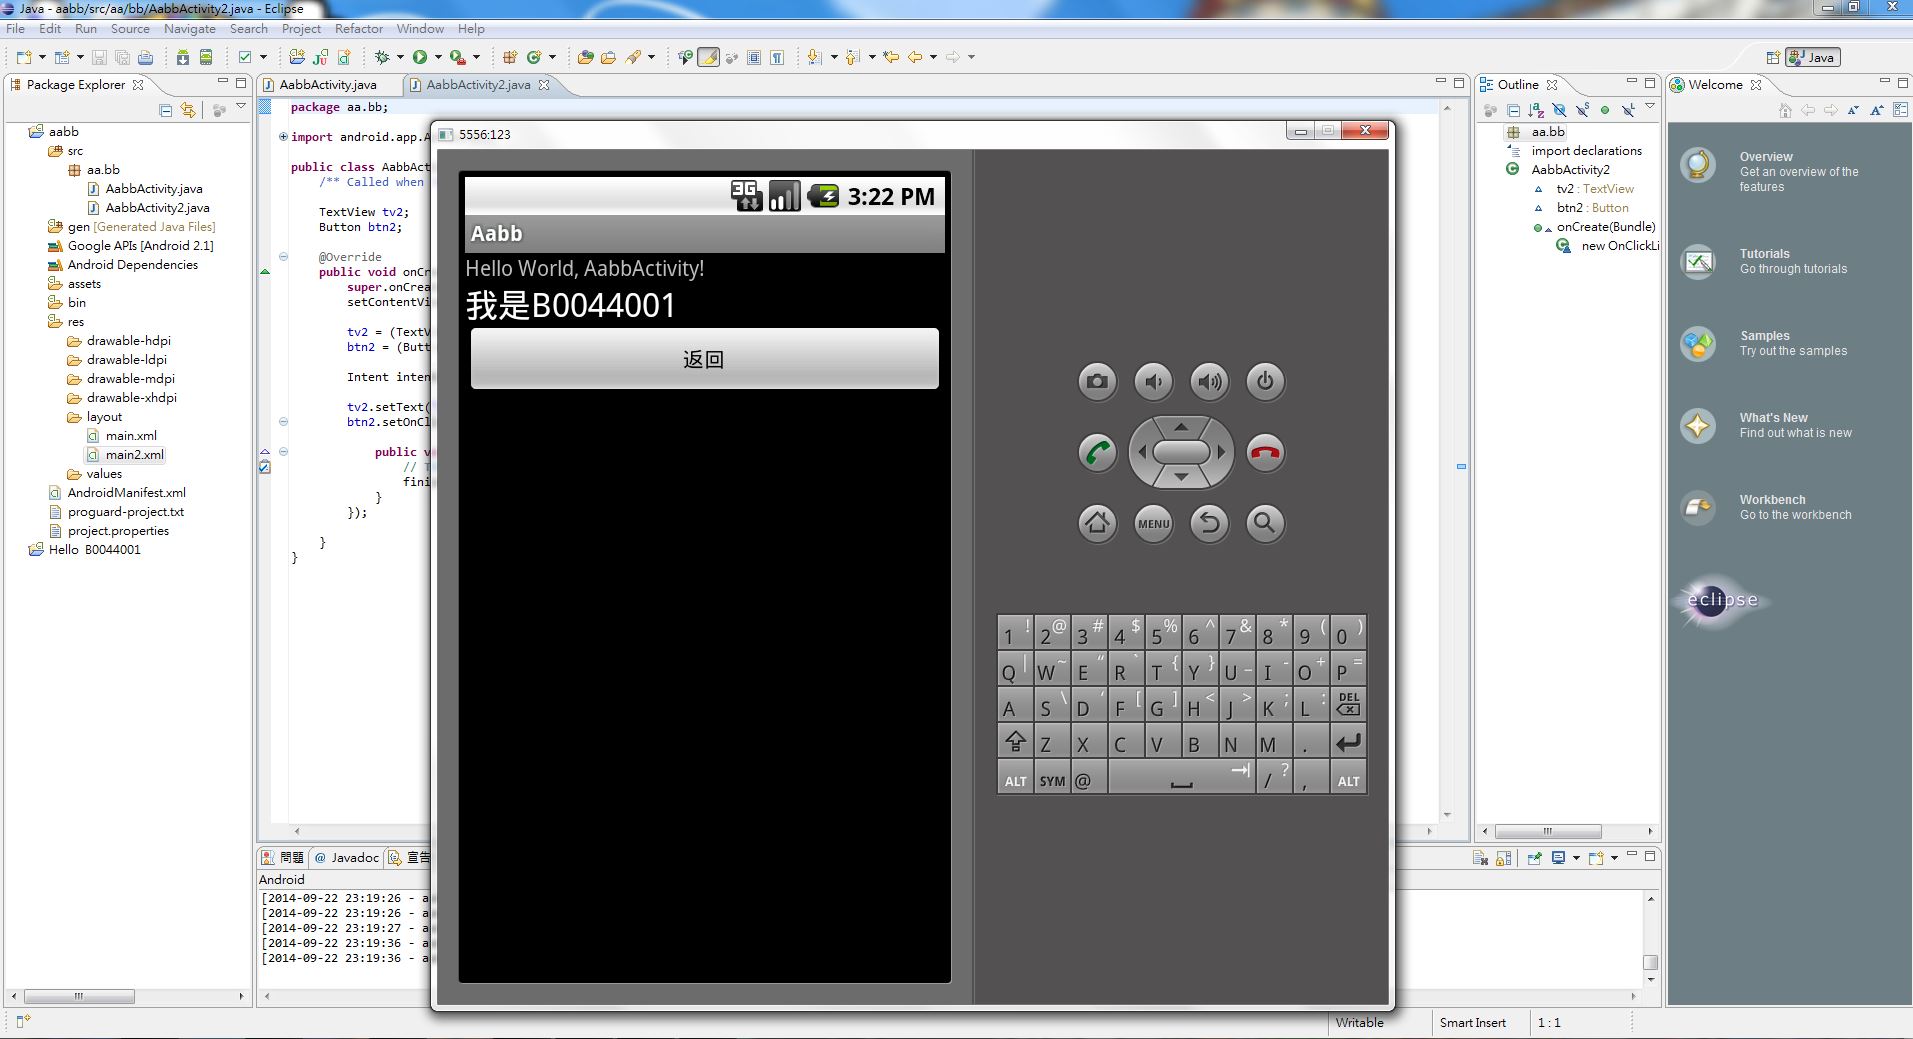 Java - aabb/src/aa/bb/AabbActivity2.java - Eclipse
File Edit Run Source Navigate Search Project Refactor Window Help
Java
Package Explorer
aabb
src
aa.bb
AabbActivity.java
AabbActivity2.java
gen [Generated Java Files]
Google APIs [Android 2.1]
Android Dependencies
assets
bin
res
drawable-hdpi
drawable-ldpi
drawable-mdpi
drawable-xhdpi
layout
main.xml
main2.xml
values
AndroidManifest.xml
proguard-project.txt
project.properties
Hello B0044001
AabbActivity.java
AabbActivity2.java
package aa.bb;
import android.app.A
public class AabbActi
/** Called when
TextView tv2;
Button btn2;
@Override
public void onCr
super.onCrea
setContentVi
tv2 = (TextV
btn2 = (Butt
Intent inten
tv2.setText(
btn2.setOnCl
public v
// T
fini
}
});
}
}
5556:123
3G 3:22 PM
Aabb
Hello World, AabbActivity!
我是B0044001
返回
MENU
1 ! 2 @ 3 # 4 $ 5 % 6 ^ 7 & 8 * 9 ( 0 )
Q | W ~ E “ R ` T { Y } U _ I - O + P =
A S \ D ‘ F [ G ] H < J > K ; L : DEL
Z X C V B N M .
ALT SYM @ / ? , ALT
問題 @ Javadoc 宣告
Android
[2014-09-22 23:19:26 - a
[2014-09-22 23:19:26 - a
[2014-09-22 23:19:27 - a
[2014-09-22 23:19:36 - a
[2014-09-22 23:19:36 - a
Outline
aa.bb
import declarations
AabbActivity2
tv2 : TextView
btn2 : Button
onCreate(Bundle)
new OnClickLi
Welcome
Overview
Get an overview of the
features
Tutorials
Go through tutorials
Samples
Try out the samples
What's New
Find out what is new
Workbench
Go to the workbench
eclipse
Writable Smart Insert 1 : 1